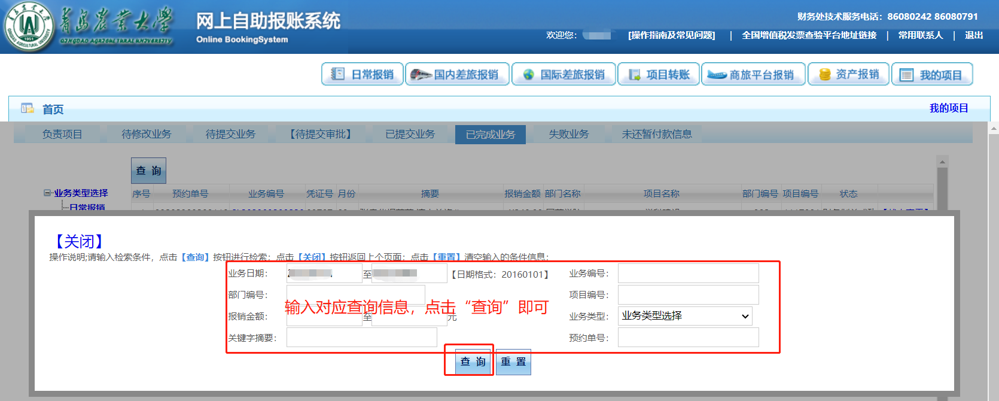 青岛农业大学
QINGDAO AGRICULTURAL UNIVERSITY
网上自助报账系统
Online BookingSystem
财务处技术服务电话：86080242 86080791
欢迎您：
[操作指南及常见问题] | 全国增值税发票查验平台地址链接 | 常用联系人 | 退出
日常报销 国内差旅报销 国际差旅报销 项目转账 商旅平台报销 资产报销 我的项目
首页
我的项目
负责项目 待修改业务 待提交业务 【待提交审批】 已提交业务 已完成业务 失败业务 未还暂付款信息
查 询
业务类型选择
序号 预约单号 业务编号 凭证号 月份 摘要 报销金额 部门名称 项目名称 部门编号 项目编号 状态
日常报销
【关闭】
操作说明;请输入检索条件，点击【查询】按钮进行检索；点击【关闭】按钮返回上个页面；点击【重置】清空输入的条件信息；
业务日期： 至 【日期格式：20160101】 业务编号：
部门编号： 项目编号：
输入对应查询信息，点击“查询”即可
报销金额： 至 元 业务类型： 业务类型选择
关键字摘要： 预约单号：
查 询 重 置